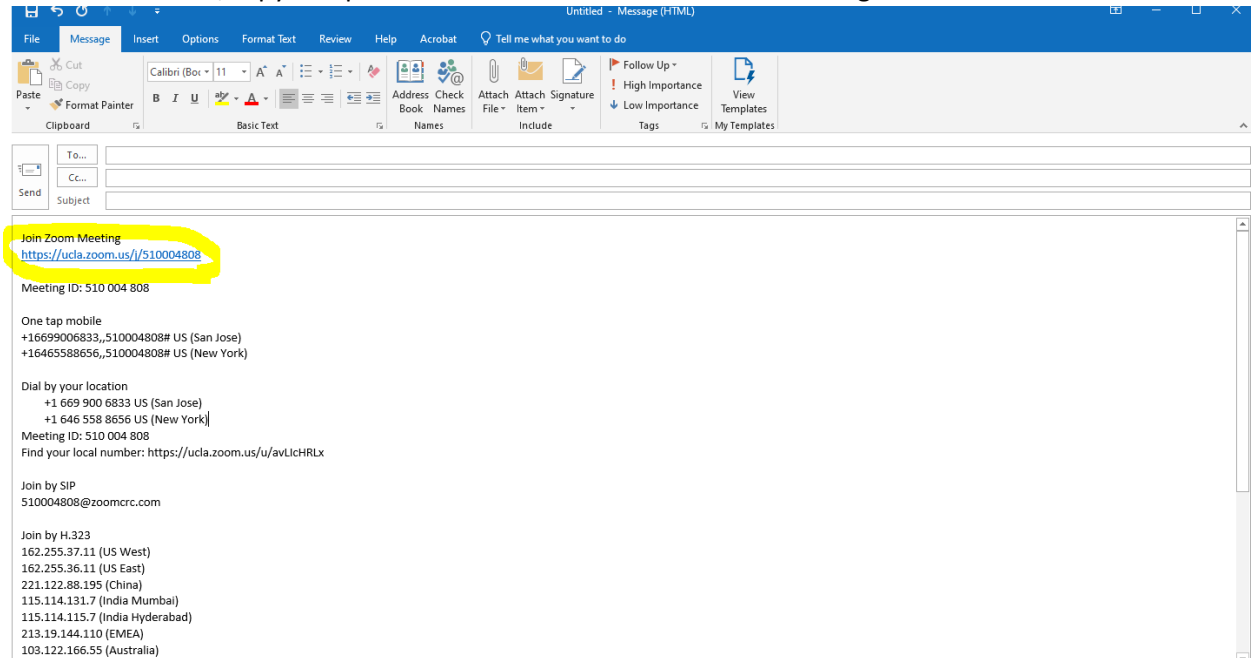 Untitled - Message (HTML)
File Message Insert Options Format Text Review Help Acrobat Tell me what you want to do
Cut
Copy
Paste
Format Painter
Clipboard
Calibri (Boc 11
B I U
Basic Text
Address Book
Check Names
Names
Attach File
Attach Item
Signature
Include
Follow Up
High Importance
Low Importance
Tags
View Templates
My Templates
To...
Cc...
Send
Subject
Join Zoom Meeting
https://ucla.zoom.us/j/510004808
Meeting ID: 510 004 808
One tap mobile
+16699006833,,510004808# US (San Jose)
+16465588656,,510004808# US (New York)
Dial by your location
+1 669 900 6833 US (San Jose)
+1 646 558 8656 US (New York)
Meeting ID: 510 004 808
Find your local number: https://ucla.zoom.us/u/avLIcHRLx
Join by SIP
510004808@zoomcrc.com
Join by H.323
162.255.37.11 (US West)
162.255.36.11 (US East)
221.122.88.195 (China)
115.114.131.7 (India Mumbai)
115.114.115.7 (India Hyderabad)
213.19.144.110 (EMEA)
103.122.166.55 (Australia)